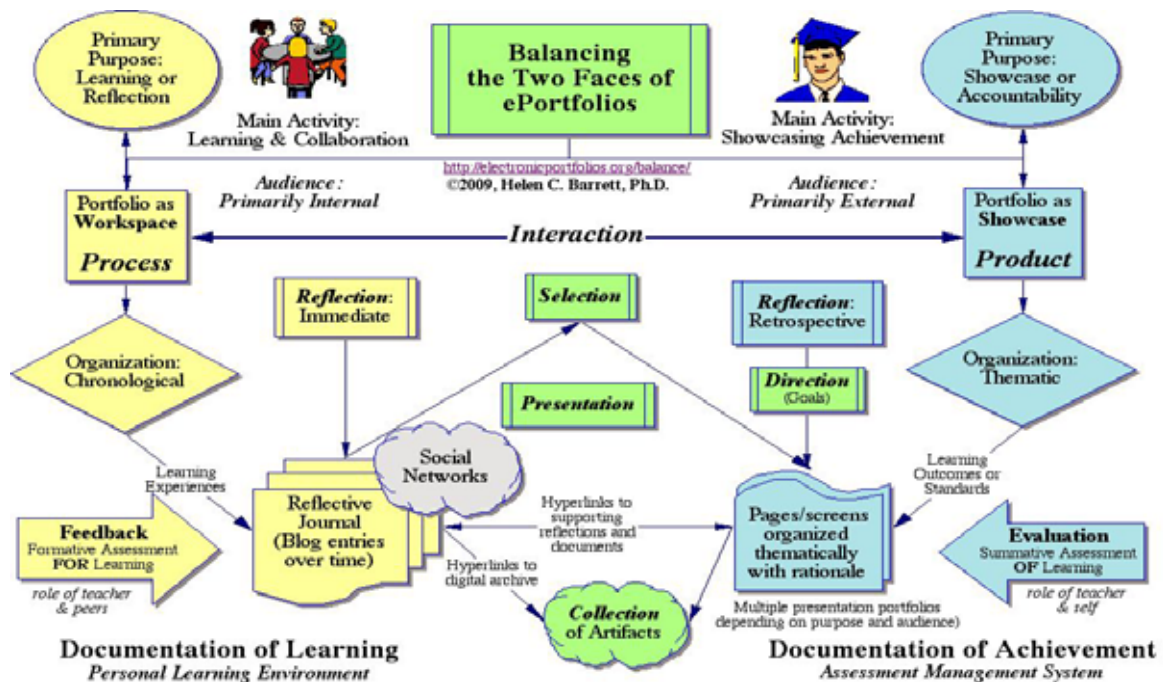 Primary
Purpose:
Learning or
Reflection
Main Activity:
Learning & Collaboration
Balancing
the Two Faces of
ePortfolios
Main Activity:
Showcasing Achievement
Primary
Purpose:
Showcase or
Accountability
http://electronicportfolios.org/balance/
©2009, Helen C. Barrett, Ph.D.
Audience:
Primarily Internal
Audience:
Primarily External
Portfolio as
Workspace
Process
Interaction
Portfolio as
Showcase
Product
Reflection:
Immediate
Selection
Reflection:
Retrospective
Organization:
Chronological
Presentation
Direction
(Goals)
Organization:
Thematic
Learning
Experiences
Social
Networks
Learning
Outcomes or
Standards
Feedback
Formative Assessment
FOR Learning
role of teacher
& peers
Reflective
Journal
(Blog entries
over time)
Hyperlinks to
supporting
reflections and
documents
Hyperlinks to
digital archive
Pages/screens
organized
thematically
with rationale
Evaluation
Summative Assessment
OF Learning
role of teacher
& self
Collection
of Artifacts
Multiple presentation portfolios
depending on purpose and audience)
Documentation of Learning
Personal Learning Environment
Documentation of Achievement
Assessment Management System